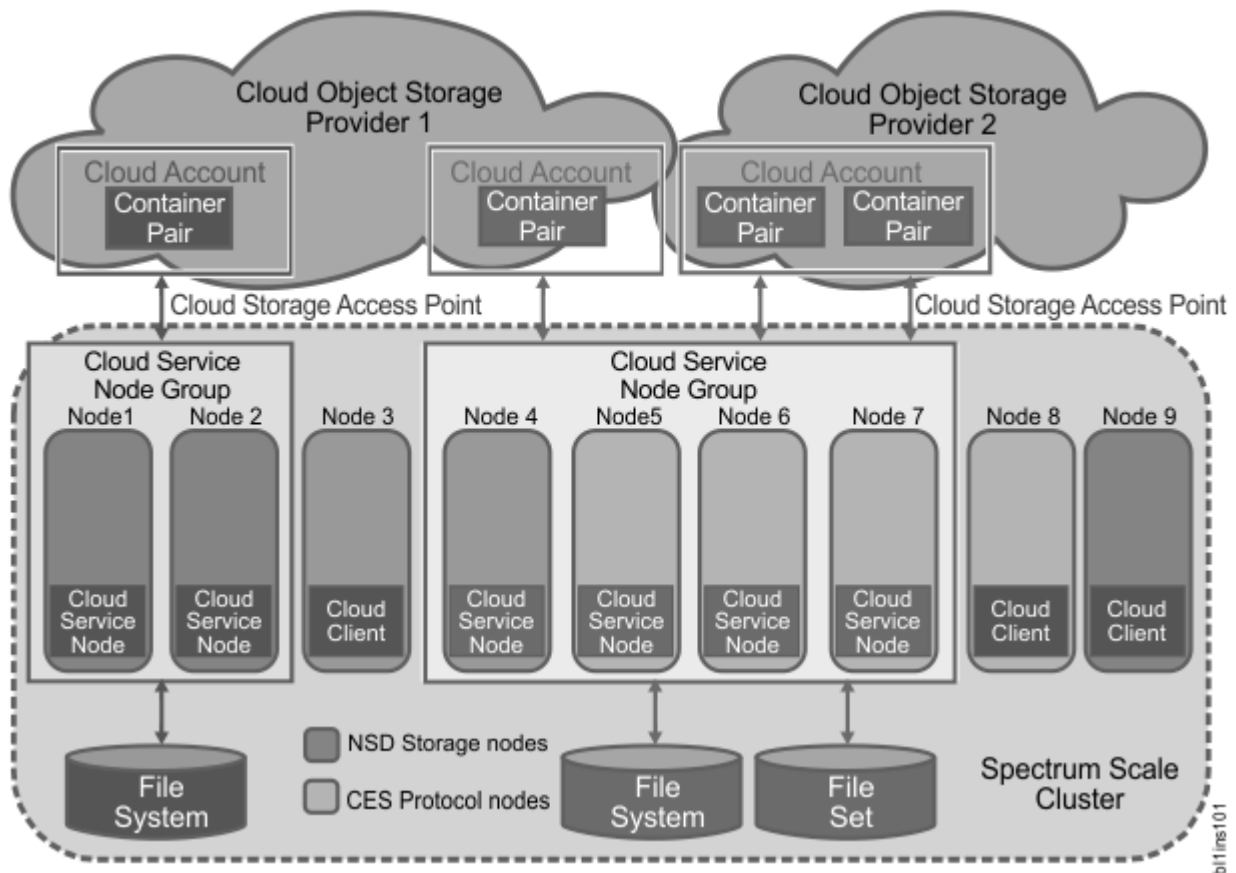 Cloud Object Storage
Provider 1
Cloud Object Storage
Provider 2
Cloud Account
Container
Pair
Cloud Account
Container
Pair
Cloud Account
Container
Pair
Container
Pair
Cloud Storage Access Point
Cloud Storage Access Point
Cloud Service
Node Group
Cloud Service
Node Group
Node1
Node 2
Node 3
Node 4
Node5
Node 6
Node 7
Node 8
Node 9
Cloud
Service
Node
Cloud
Service
Node
Cloud
Client
Cloud
Service
Node
Cloud
Service
Node
Cloud
Service
Node
Cloud
Service
Node
Cloud
Client
Cloud
Client
File
System
NSD Storage nodes
CES Protocol nodes
File
System
File
Set
Spectrum Scale
Cluster
bl1ins101